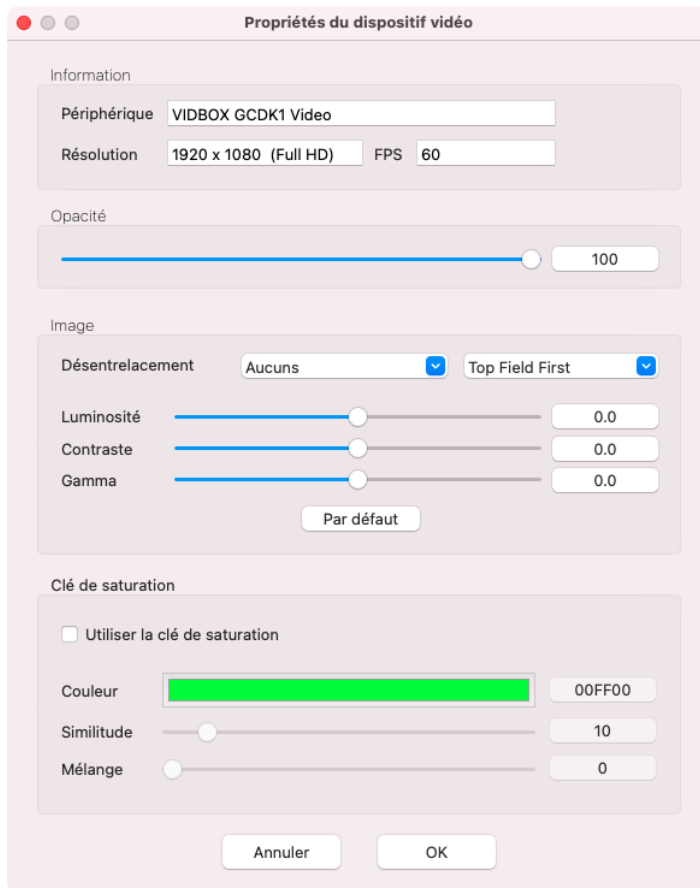 Propriétés du dispositif vidéo
Information
Périphérique VIDBOX GCDK1 Video
Résolution 1920 x 1080 (Full HD) FPS 60
Opacité
100
Image
Désentrelacement Aucuns Top Field First
Luminosité 0.0
Contraste 0.0
Gamma 0.0
Par défaut
Clé de saturation
Utiliser la clé de saturation
Couleur 00FF00
Similitude 10
Mélange 0
Annuler OK